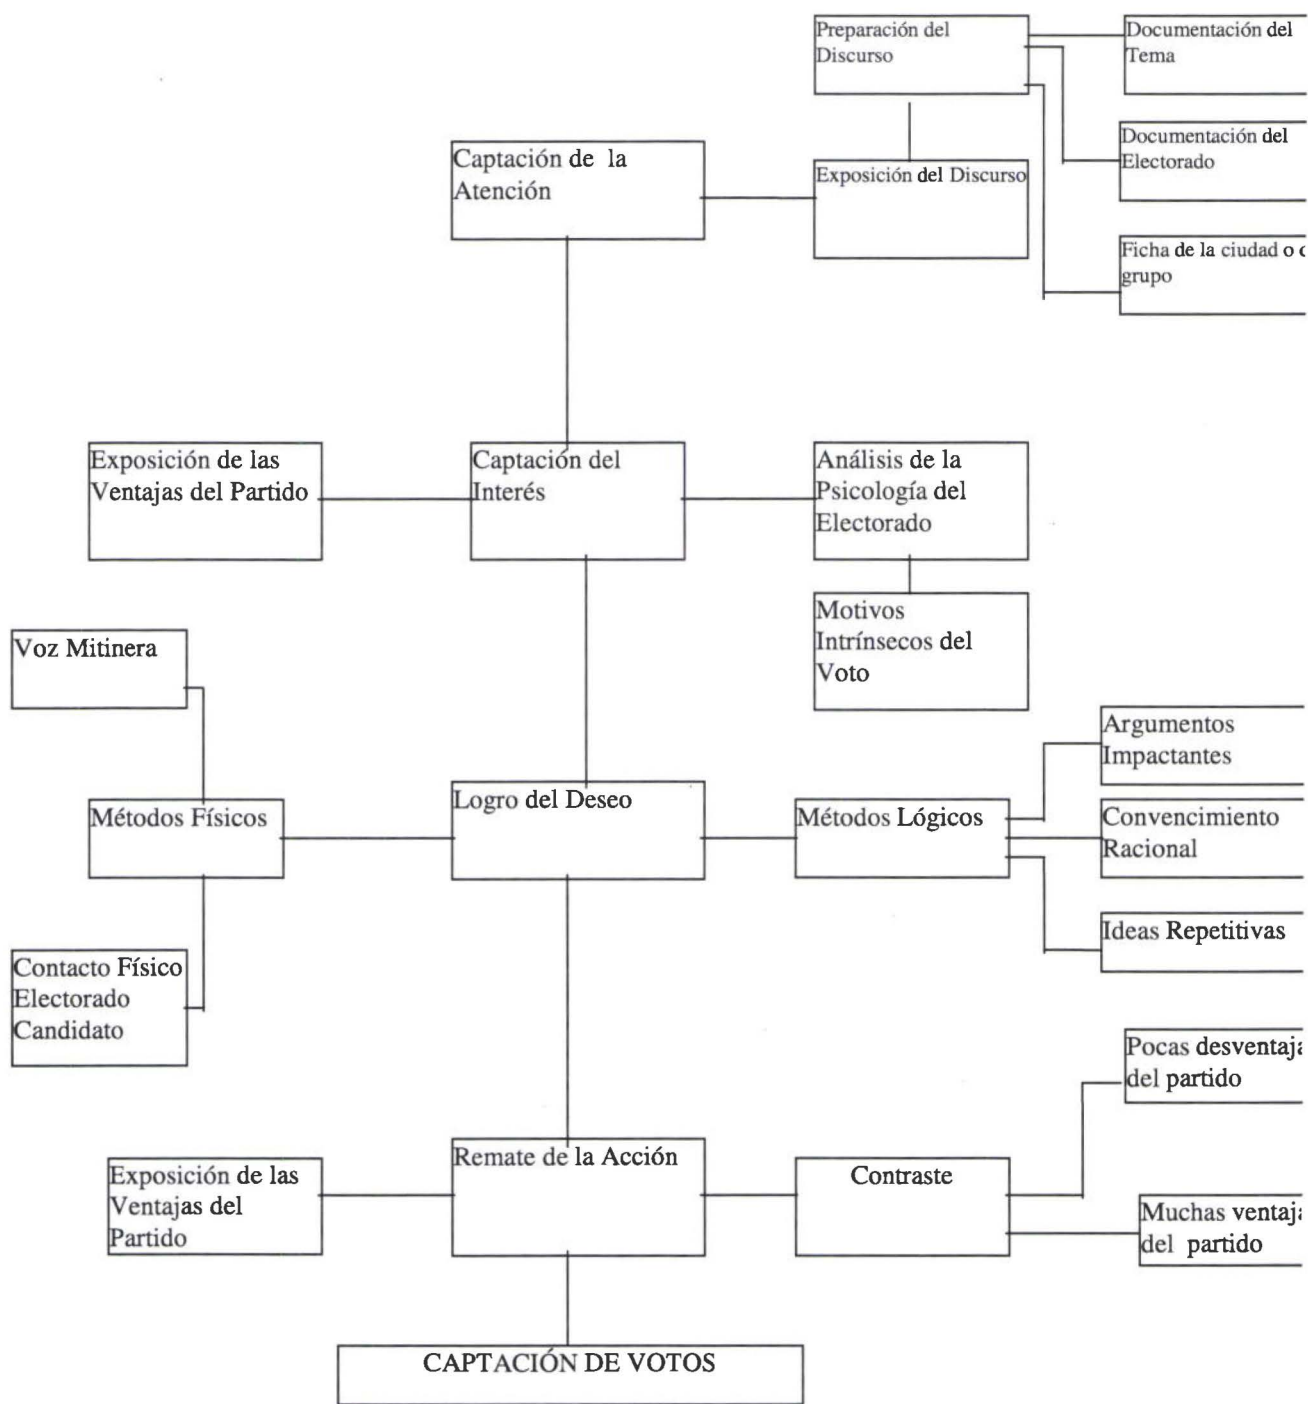 Preparación del
Discurso
Documentación del
Tema
Documentación del
Electorado
Captación de la
Atención
Exposición del Discurso
Ficha de la ciudad o
grupo
Exposición de las
Ventajas del Partido
Captación del
Interés
Análisis de la
Psicología del
Electorado
Motivos
Intrínsecos del
Voto
Voz Mitinera
Argumentos
Impactantes
Métodos Físicos
Logro del Deseo
Métodos Lógicos
Convencimiento
Racional
Ideas Repetitivas
Contacto Físico
Electorado
Candidato
Pocas
del partido
Exposición de las
Ventajas del
Partido
Remate de la Acción
Contraste
Muchas
del partido
CAPTACIÓN DE VOTOS